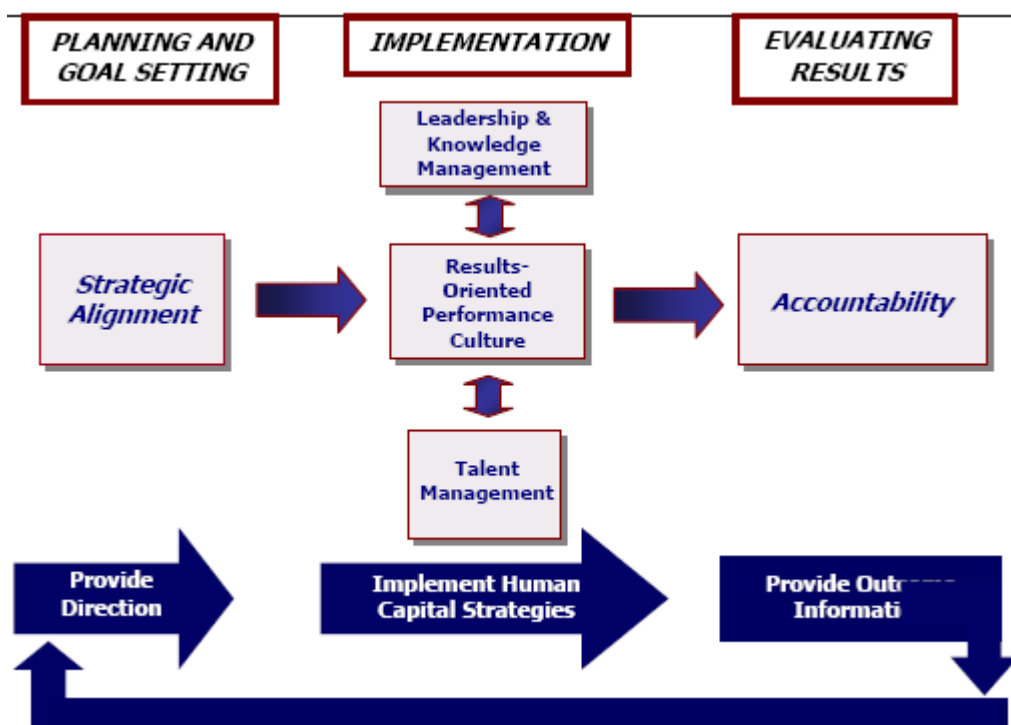 PLANNING AND
GOAL SETTING
IMPLEMENTATION
EVALUATING
RESULTS
Leadership &
Knowledge
Management
Strategic
Alignment
Results-
Oriented
Performance
Culture
Accountability
Talent
Management
Provide
Direction
Implement Human
Capital Strategies
Provide